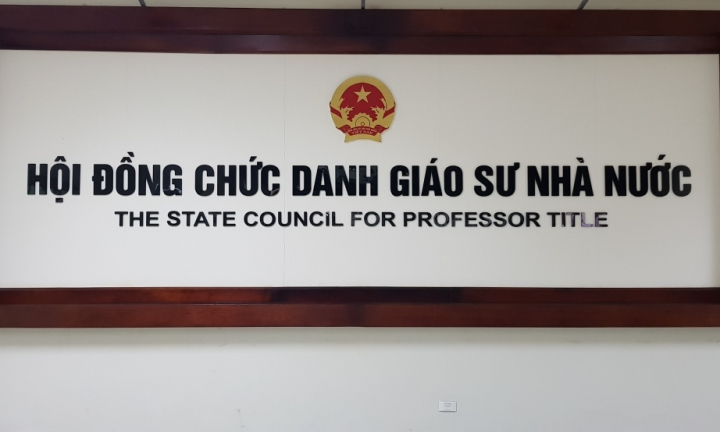 HỘI ĐỒNG CHỨC DANH GIÁO SƯ NHÀ NƯỚC
THE STATE COUNCIL FOR PROFESSOR TITLE